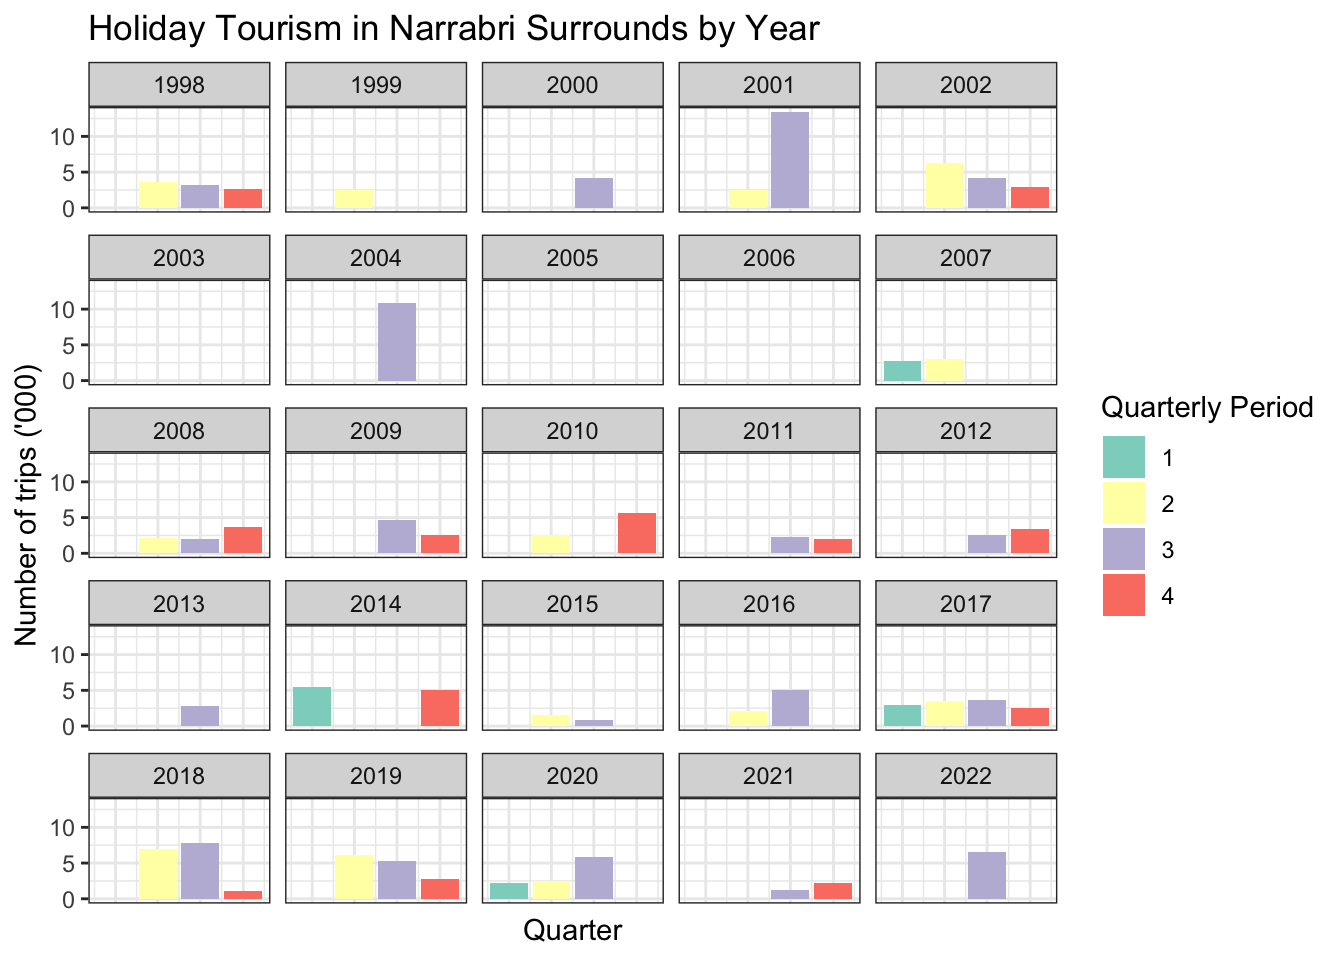 Holiday Tourism in Narrabri Surrounds by Year
1998 1999 2000 2001 2002
10
5
0
2003 2004 2005 2006 2007
10
5
0
2008 2009 2010 2011 2012
10
5
0
2013 2014 2015 2016 2017
10
5
0
2018 2019 2020 2021 2022
10
5
0
Number of trips ('000)
Quarter
Quarterly Period
1
2
3
4